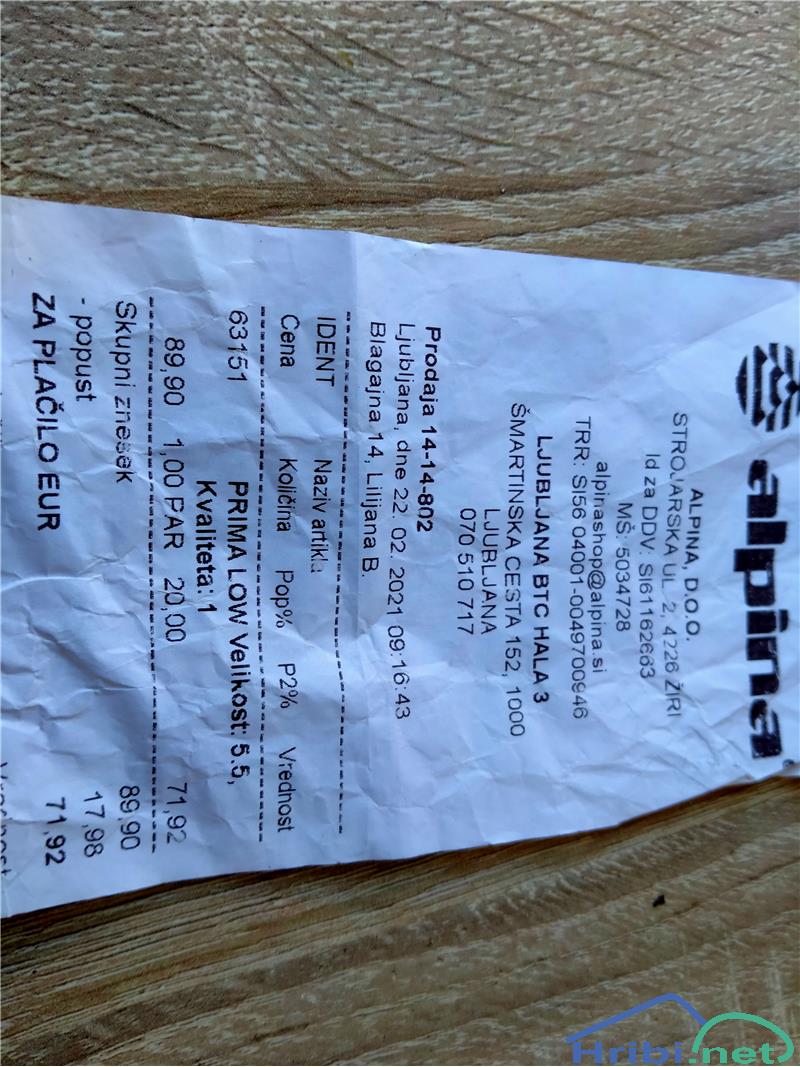 alpina
ALPINA, D.O.O.
STROJARSKA UL. 2, 4226 ŽIRI
Id za DDV: SI61162663
MŠ: 5034728
alpinashop@alpina.si
TRR: SI56 04001-0049700946
LJUBLJANA BTC HALA 3
ŠMARTINSKA CESTA 152, 1000
LJUBLJANA
070 510 717
Prodaja 14-14-802
Ljubljana, dne 22. 02. 2021 09:16:43
Blagajna 14, Lilijana B.
IDENT Naziv artikla
Cena Količina Pop% P2% Vrednost
63151 PRIMA LOW Velikost: 5.5,
Kvaliteta: 1
89,90 1,00 PAR 20,00 71,92
Skupni znesek 89,90
- popust 17,98
ZA PLAČILO EUR 71,92
Hribi.net